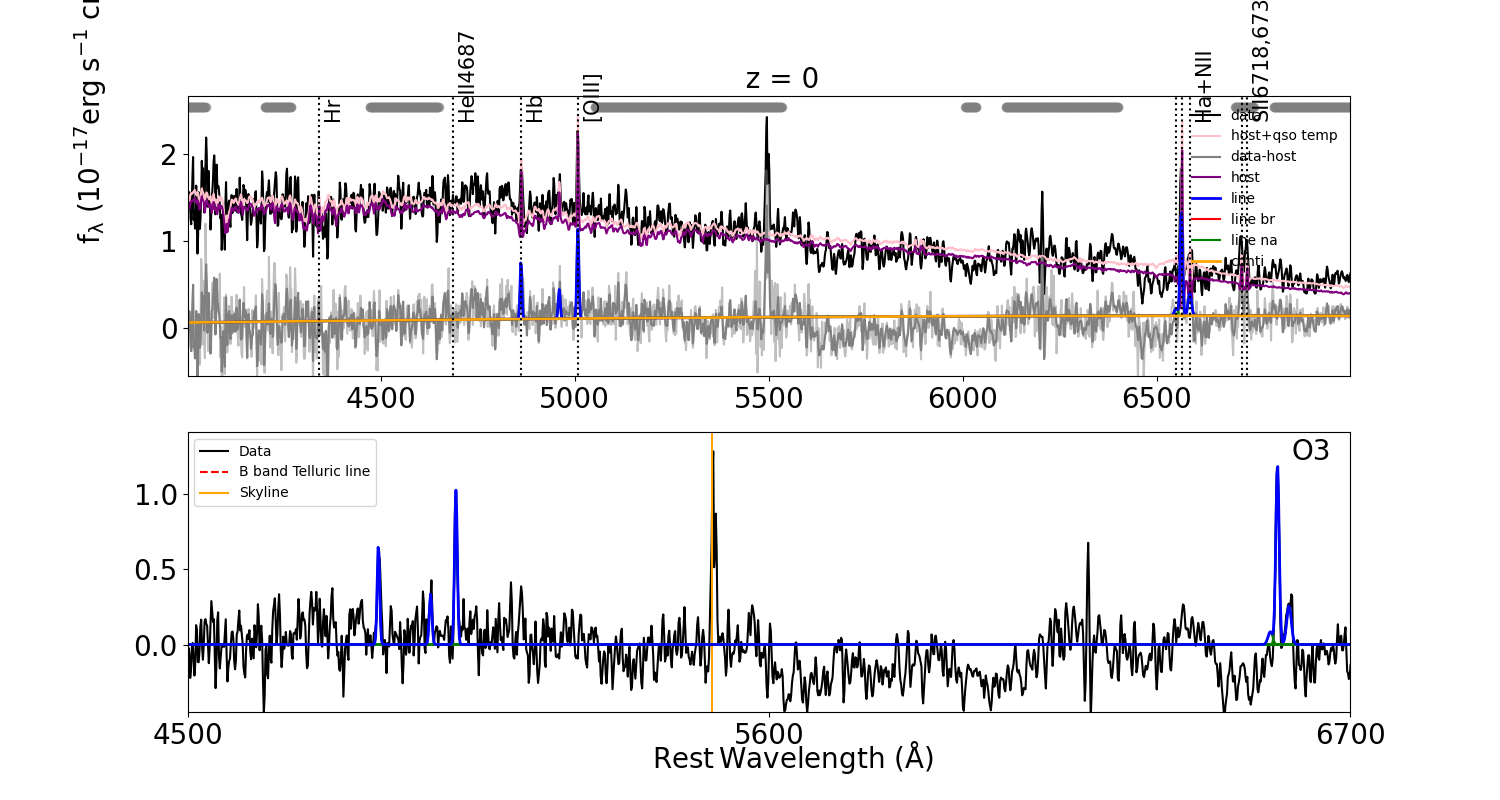 z = 0
f_λ (10^−17 erg s^−1
Hr
HeII4687
Hb
[OIII]
Ha+NII
SII6718,673
data
host+qso temp
data-host
host
line
line br
line na
conti
2
1
0
4500 5000 5500 6000 6500
Data
B band Telluric line
Skyline
O3
1.0
0.5
0.0
4500 5600 6700
Rest Wavelength (Å)